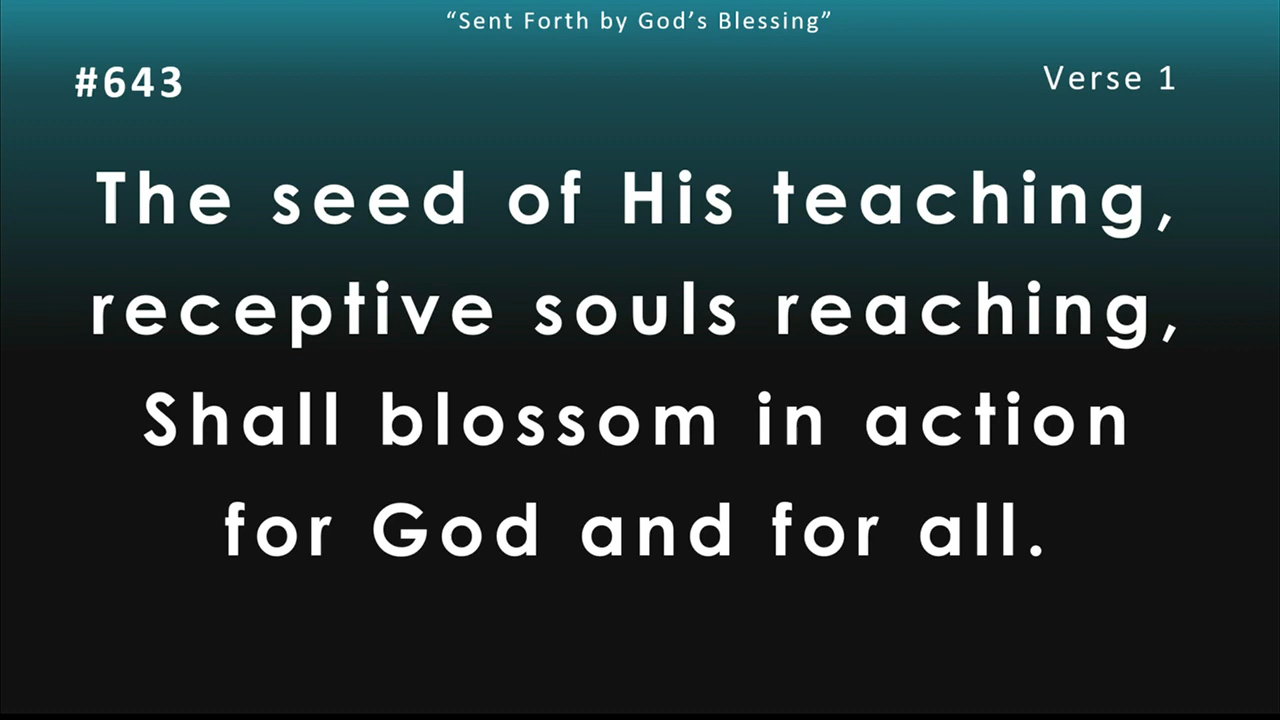 “Sent Forth by God’s Blessing”
#643
Verse 1
The seed of His teaching,
receptive souls reaching,
Shall blossom in action
for God and for all.